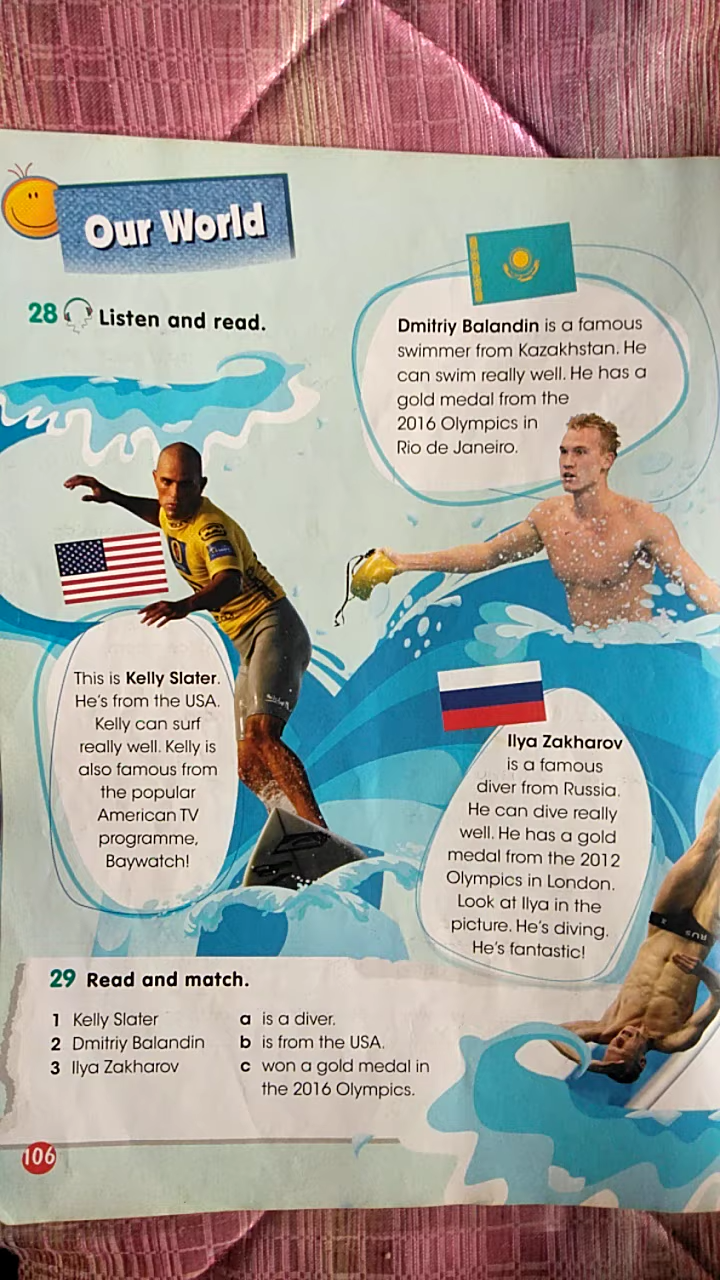 Our World
28 Listen and read.
Dmitriy Balandin is a famous
swimmer from Kazakhstan. He
can swim really well. He has a
gold medal from the
2016 Olympics in
Rio de Janeiro.
This is Kelly Slater.
He's from the USA.
Kelly can surf
really well. Kelly is
also famous from
the popular
American TV
programme,
Baywatch!
Ilya Zakharov
is a famous
diver from Russia.
He can dive really
well. He has a gold
medal from the 2012
Olympics in London.
Look at Ilya in the
picture. He's diving.
He's fantastic!
RUS
29 Read and match.
1 Kelly Slater
2 Dmitriy Balandin
3 Ilya Zakharov
a is a diver.
b is from the USA.
c won a gold medal in
the 2016 Olympics.
106